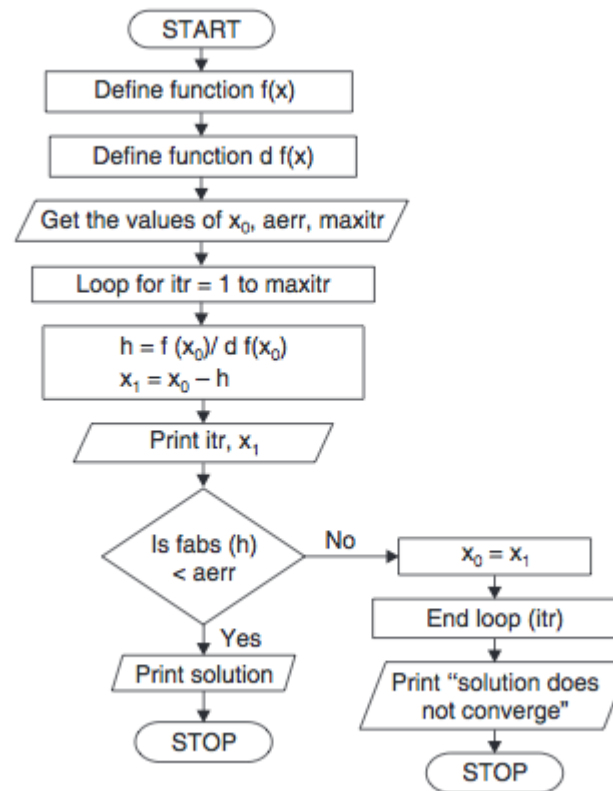 START
Define function f(x)
Define function d f(x)
Get the values of x₀, aerr, maxitr
Loop for itr = 1 to maxitr
h = f (x₀)/ d f(x₀)
x₁ = x₀ – h
Print itr, x₁
Is fabs (h)
< aerr
No
x₀ = x₁
End loop (itr)
Print “solution does
not converge"
STOP
Yes
Print solution
STOP